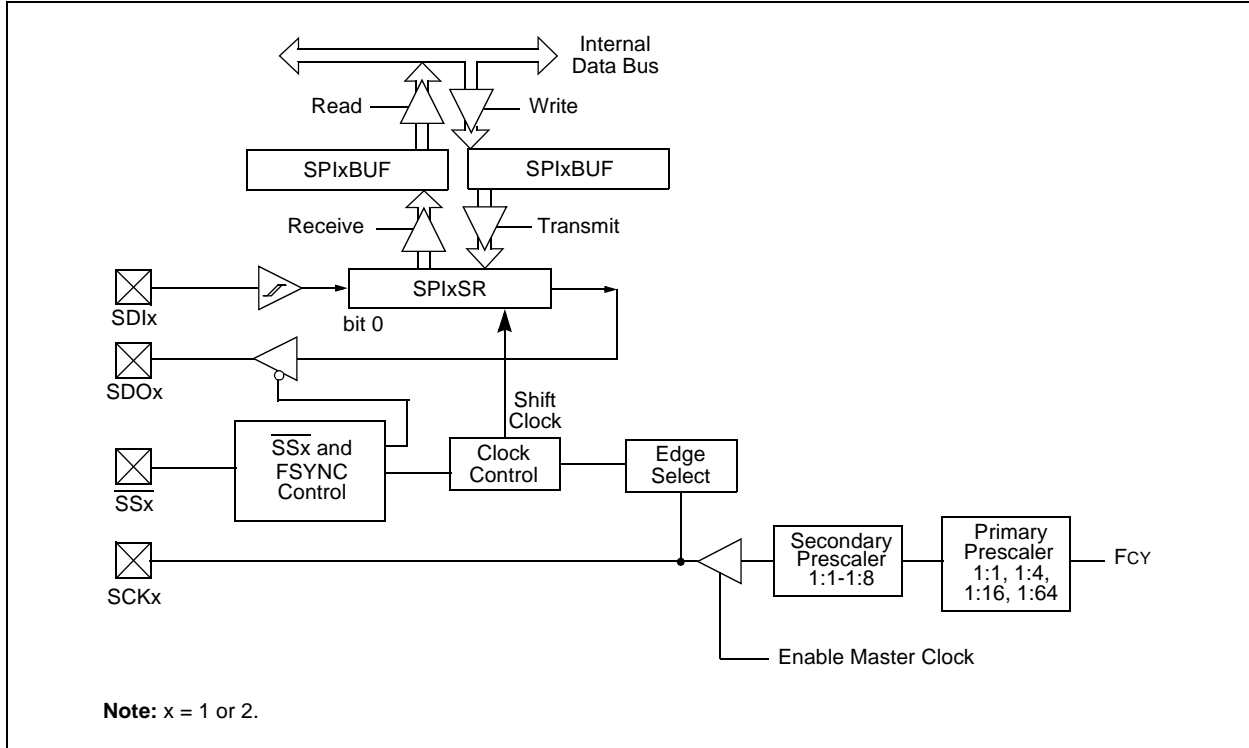 Internal
Data Bus
Read
Write
SPIxBUF
SPIxBUF
Receive
Transmit
SPIxSR
SDIx
bit 0
SDOx
Shift
Clock
SSx and
FSYNC
Control
Clock
Control
Edge
Select
SSx
Secondary
Prescaler
1:1-1:8
Primary
Prescaler
1:1, 1:4,
1:16, 1:64
FCY
SCKx
Enable Master Clock
Note: x = 1 or 2.